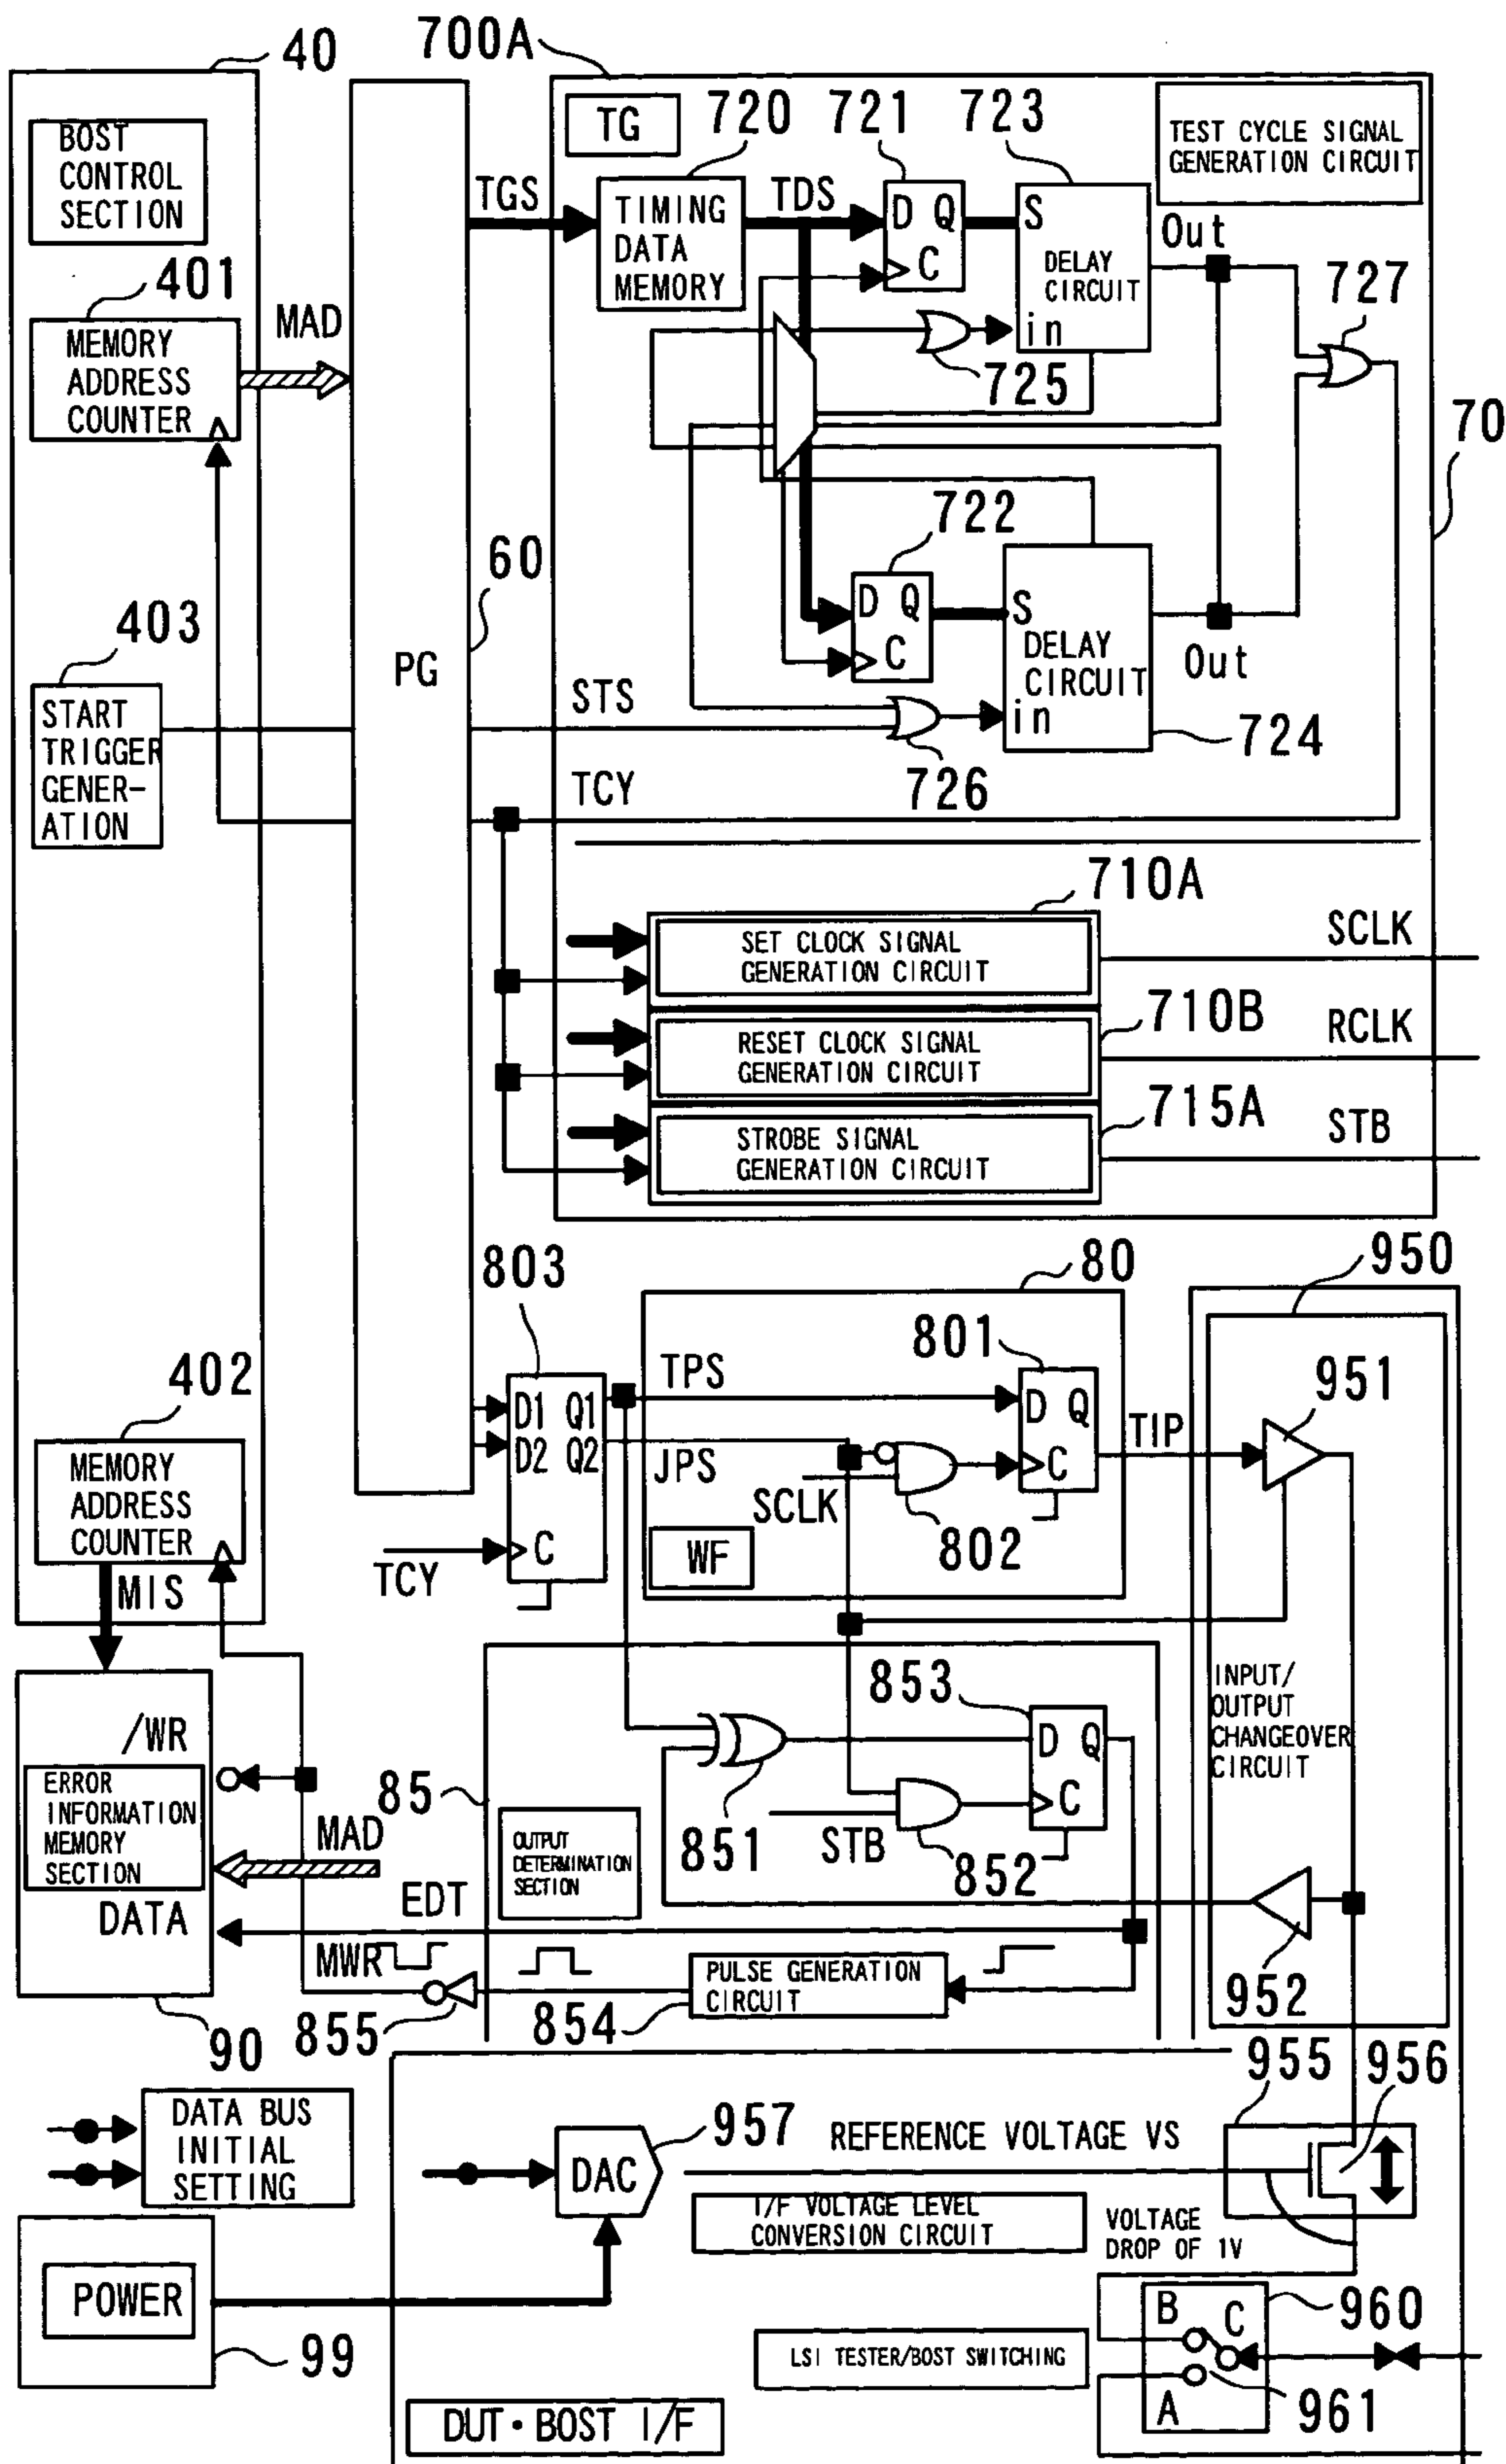 40
700A
BOST
CONTROL
SECTION
TG
720
721
723
TEST CYCLE SIGNAL
GENERATION CIRCUIT
TGS
TIMING
DATA
MEMORY
TDS
D Q
C
S
DELAY
CIRCUIT
in
Out
727
401
MAD
MEMORY
ADDRESS
COUNTER
725
70
722
60
D Q
C
S
DELAY
CIRCUIT
in
Out
403
PG
START
TRIGGER
GENER-
ATION
STS
726
724
TCY
710A
SET CLOCK SIGNAL
GENERATION CIRCUIT
SCLK
710B
RESET CLOCK SIGNAL
GENERATION CIRCUIT
RCLK
715A
STROBE SIGNAL
GENERATION CIRCUIT
STB
803
80
950
801
402
TPS
951
D1 Q1
D2 Q2
C
D Q
C
TIP
JPS
MEMORY
ADDRESS
COUNTER
SCLK
802
WF
TCY
MIS
853
INPUT/
OUTPUT
CHANGEOVER
CIRCUIT
/WR
D Q
C
ERROR
INFORMATION
MEMORY
SECTION
85
MAD
OUTPUT
DETERMINATION
SECTION
851
STB
852
EDT
DATA
MWR
PULSE GENERATION
CIRCUIT
952
90
855
854
955
956
DATA BUS
INITIAL
SETTING
957
DAC
REFERENCE VOLTAGE VS
I/F VOLTAGE LEVEL
CONVERSION CIRCUIT
VOLTAGE
DROP OF 1V
POWER
99
B
C
A
960
LSI TESTER/BOST SWITCHING
961
DUT・BOST I/F